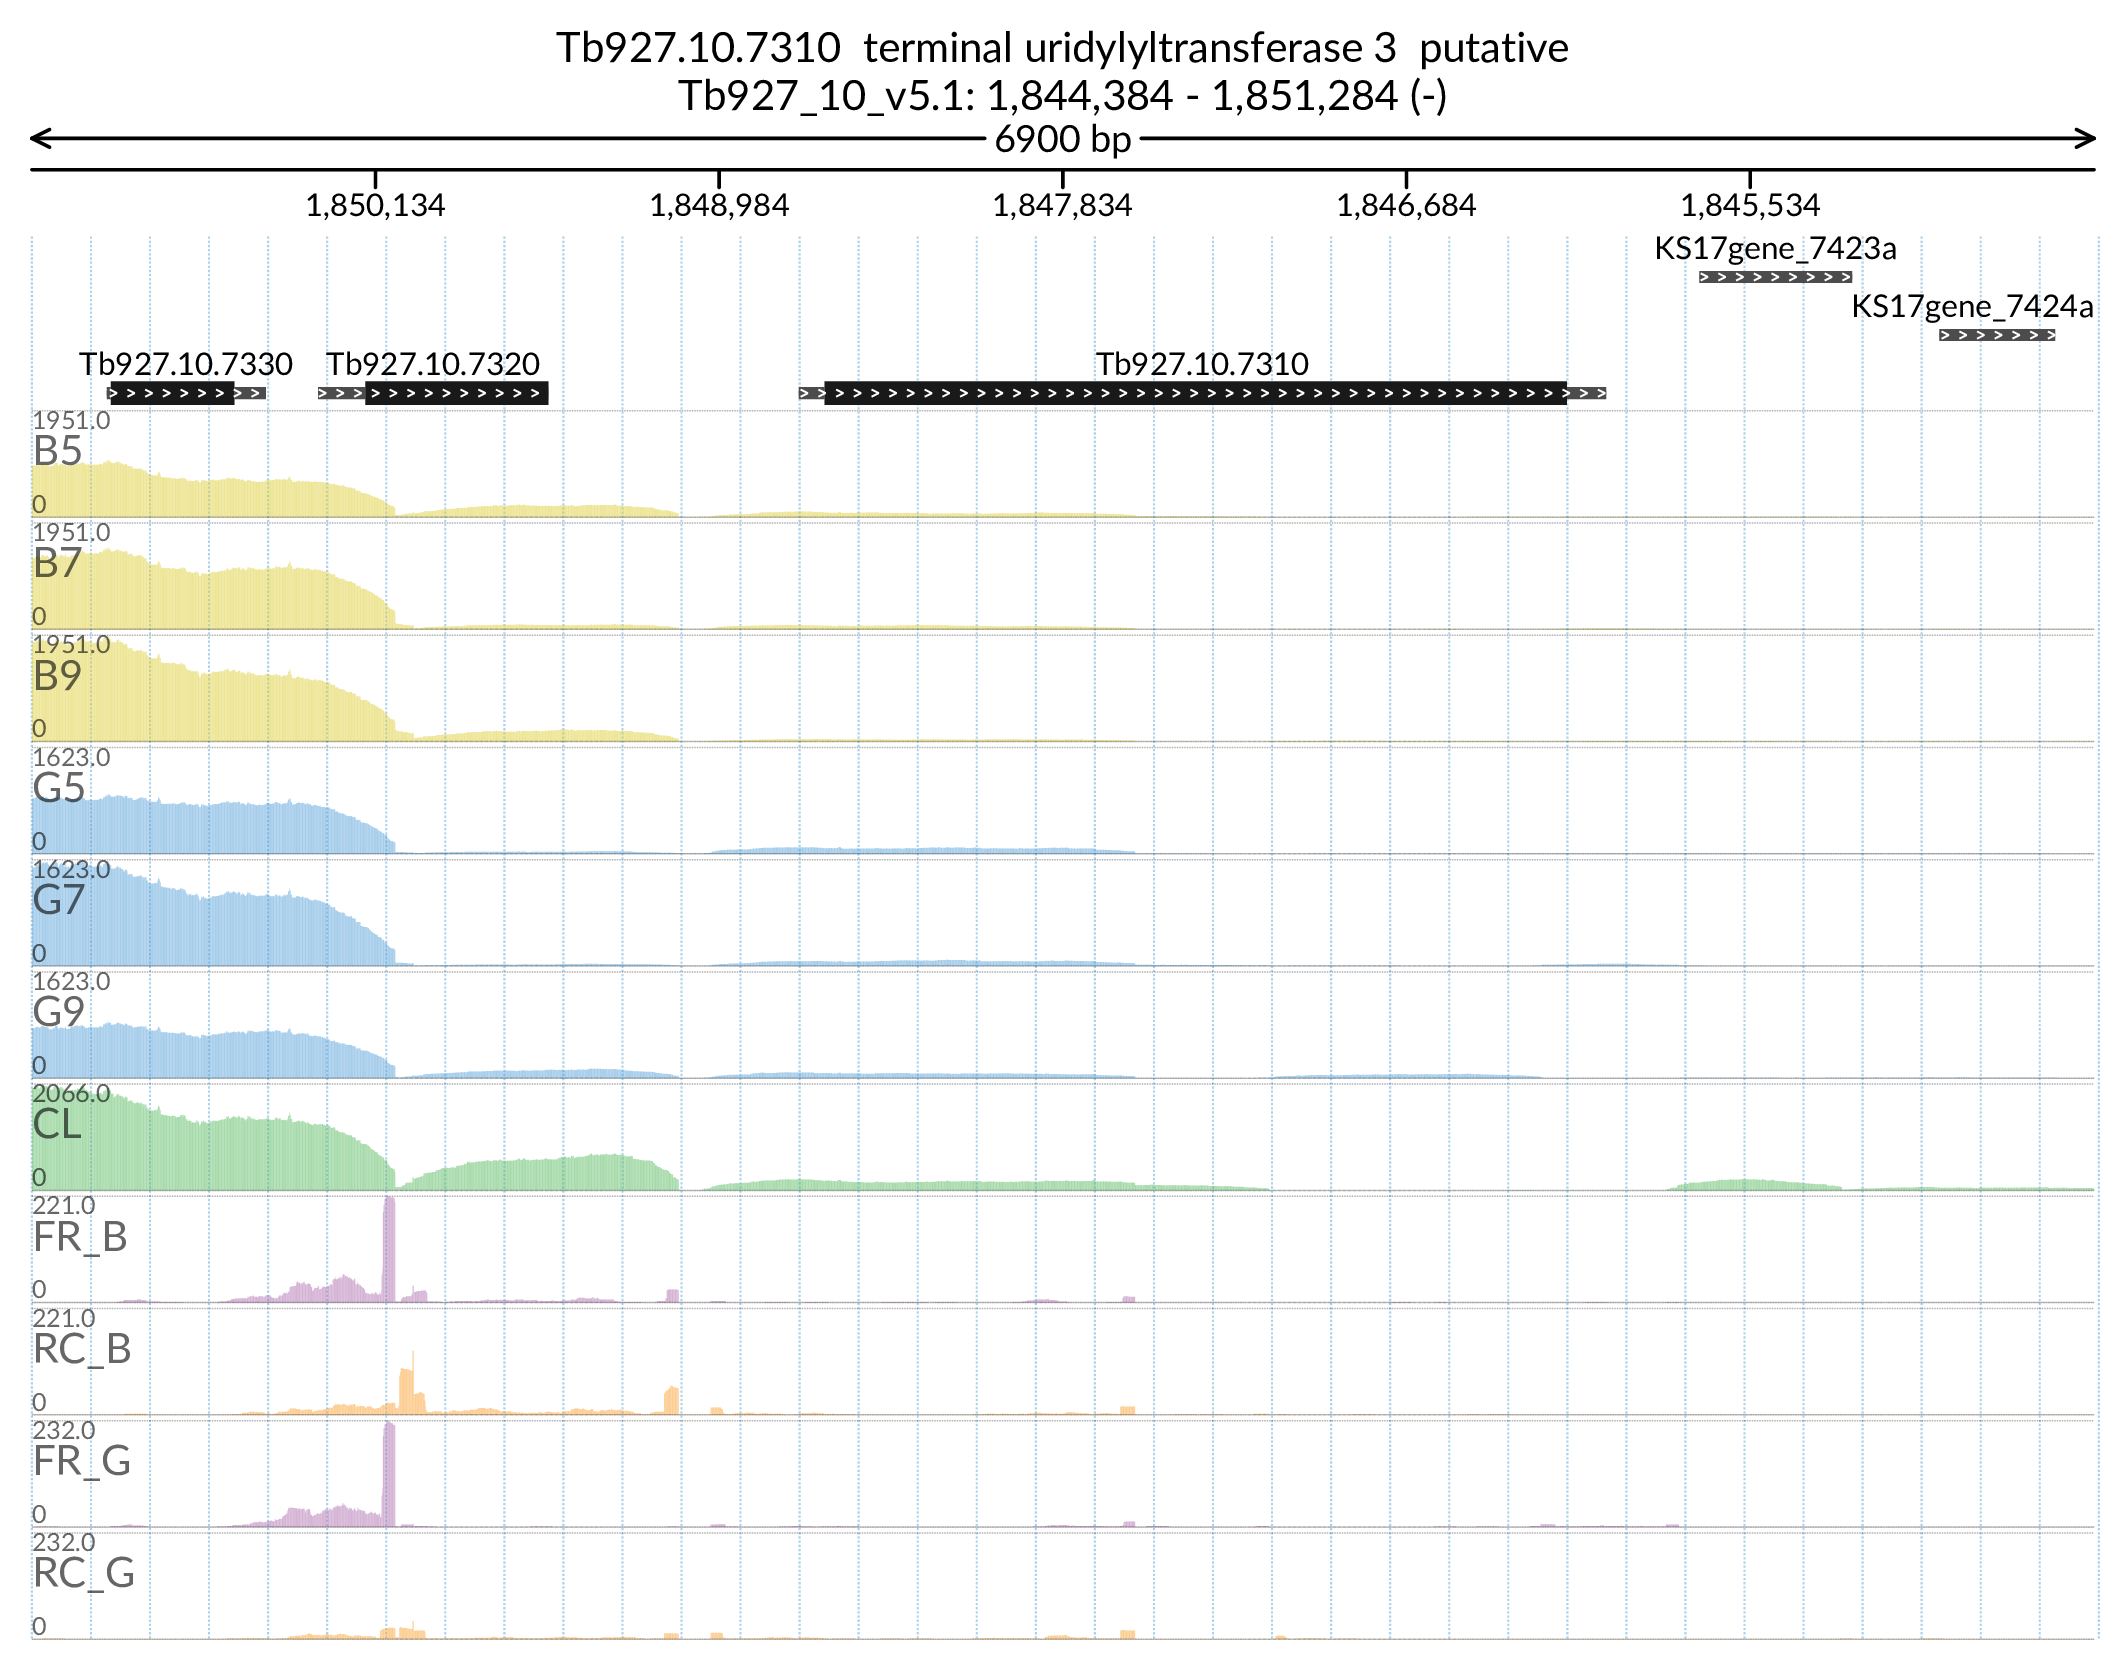 Tb927.10.7310  terminal uridylyltransferase 3  putative
Tb927_10_v5.1: 1,844,384 - 1,851,284 (-)
6900 bp
1,850,134 1,848,984 1,847,834 1,846,684 1,845,534
KS17gene_7423a
KS17gene_7424a
Tb927.10.7330 Tb927.10.7320 Tb927.10.7310
1951.0
B5
0
1951.0
B7
0
1951.0
B9
0
1623.0
G5
0
1623.0
G7
0
1623.0
G9
0
2066.0
CL
0
221.0
FR_B
0
221.0
RC_B
0
232.0
FR_G
0
232.0
RC_G
0